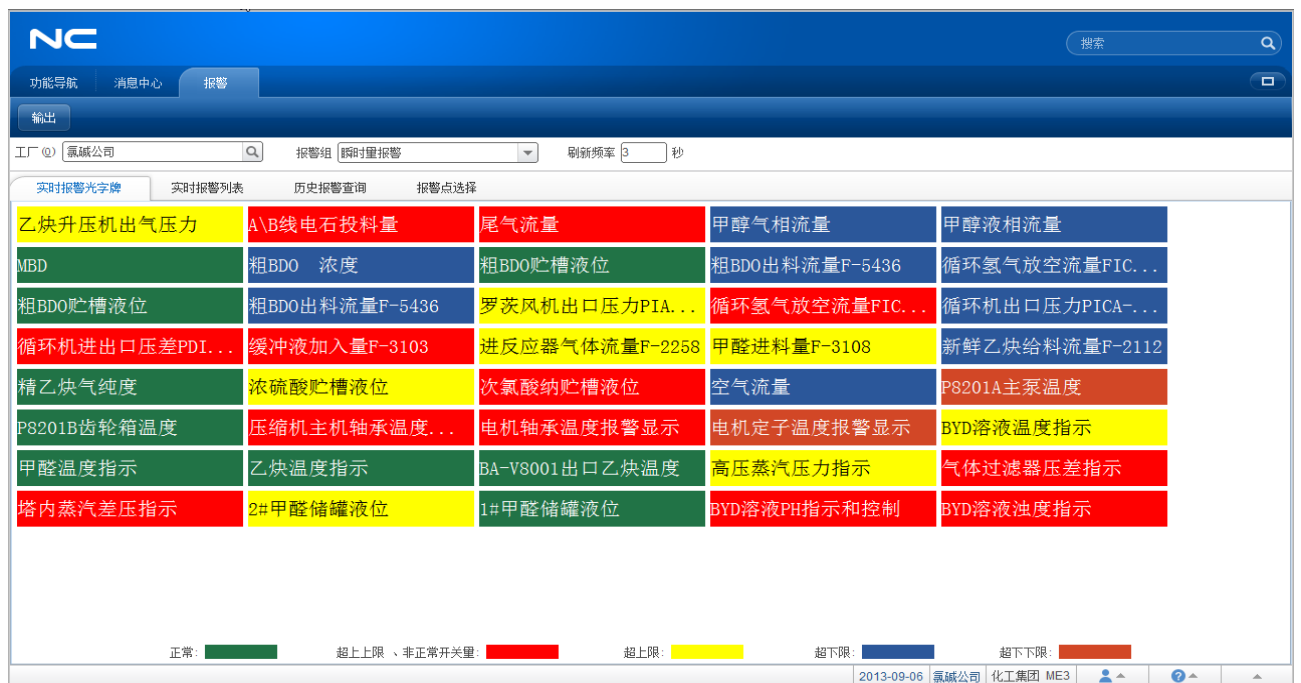 NC
搜索
功能导航 消息中心 报警
输出
工厂(Q) 氯碱公司 报警组 瞬时里报警 刷新频率 3 秒
实时报警光字牌 实时报警列表 历史报警查询 报警点选择
乙炔升压机出气压力 A\B线电石投料量 尾气流量 甲醇气相流量 甲醇液相流量
MBD 粗BDO 浓度 粗BDO贮槽液位 粗BDO出料流量F-5436 循环氢气放空流量FIC...
粗BDO贮槽液位 粗BDO出料流量F-5436 罗茨风机出口压力PIA... 循环氢气放空流量FIC... 循环机出口压力PICA-...
循环机进出口压差PDI... 缓冲液加入量F-3103 进反应器气体流量F-2258 甲醛进料量F-3108 新鲜乙炔给料流量F-2112
精乙炔气纯度 浓硫酸贮槽液位 次氯酸纳贮槽液位 空气流量 P8201A主泵温度
P8201B齿轮箱温度 压缩机主机轴承温度... 电机轴承温度报警显示 电机定子温度报警显示 BYD溶液温度指示
甲醛温度指示 乙炔温度指示 BA-V8001出口乙炔温度 高压蒸汽压力指示 气体过滤器压差指示
塔内蒸汽差压指示 2#甲醛储罐液位 1#甲醛储罐液位 BYD溶液PH指示和控制 BYD溶液浊度指示
正常: 超上上限、非正常开关量: 超上限: 超下限: 超下下限:
2013-09-06 氯碱公司 化工集团 ME3